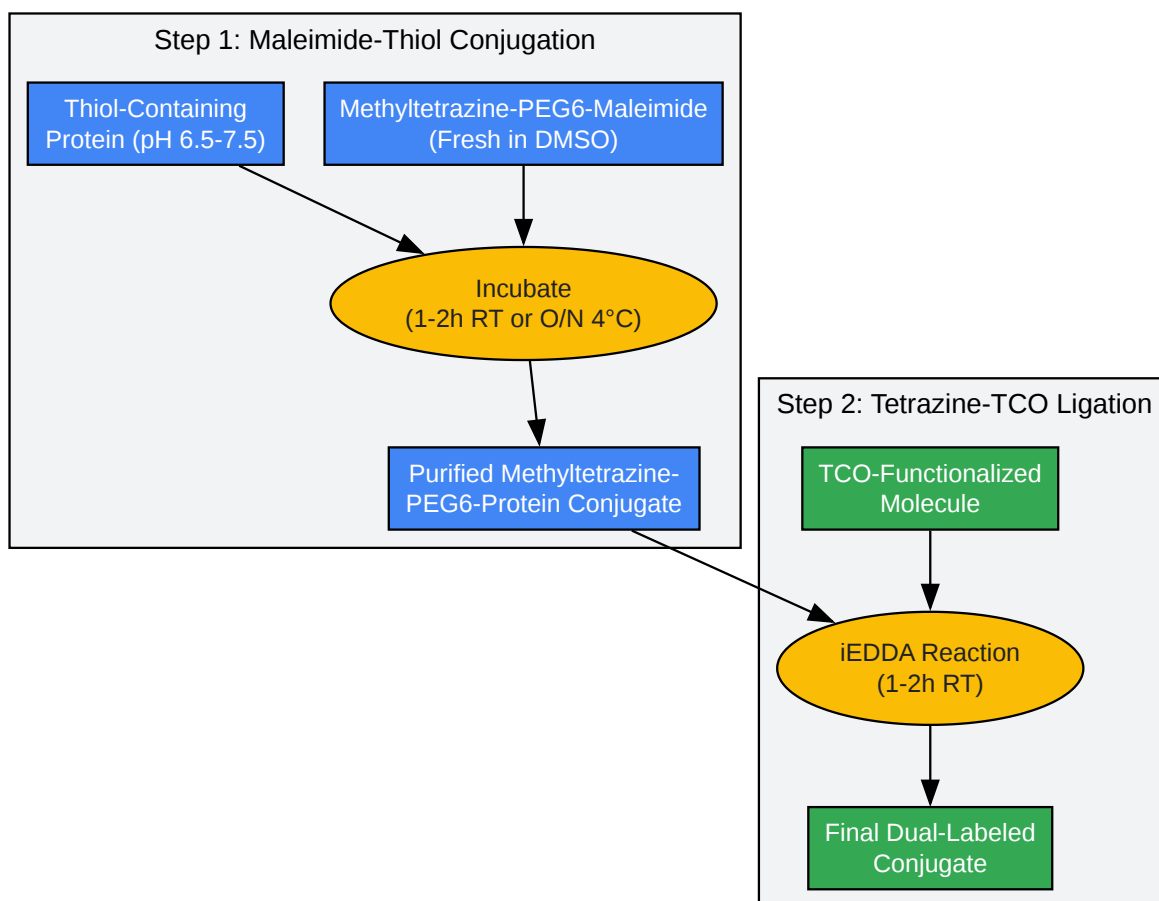 Step 1: Maleimide-Thiol Conjugation
Thiol-Containing
Protein (pH 6.5-7.5)
Methyltetrazine-PEG6-Maleimide
(Fresh in DMSO)
Incubate
(1-2h RT or O/N 4°C)
Purified Methyltetrazine-
PEG6-Protein Conjugate
Step 2: Tetrazine-TCO Ligation
TCO-Functionalized
Molecule
iEDDA Reaction
(1-2h RT)
Final Dual-Labeled
Conjugate